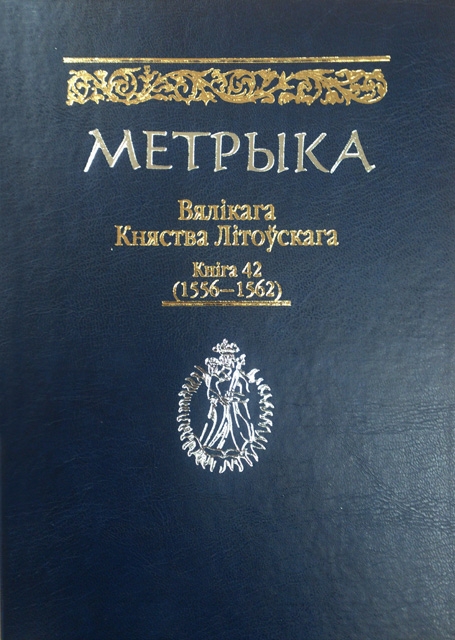 МЕТРЫКА
Вялікага
Княства Літоўскага
Кніга 42
(1556—1562)